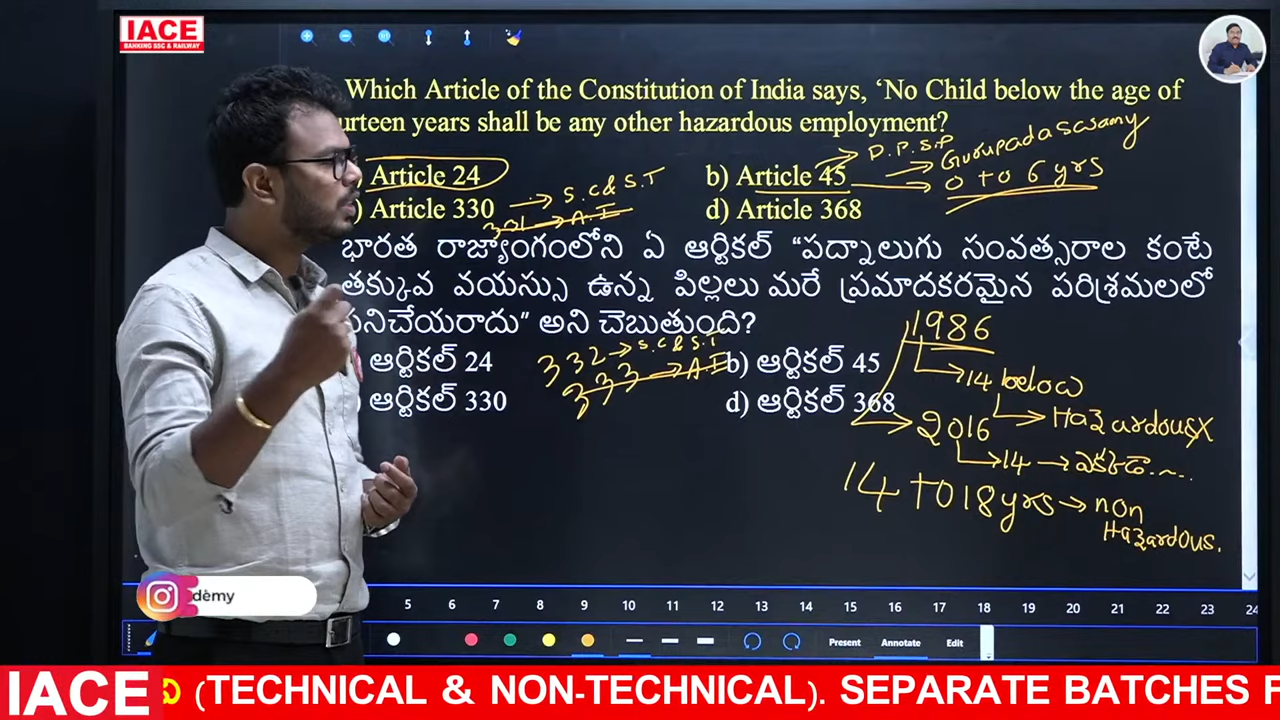 IACE
BANKING SSC & RAILWAY
Which Article of the Constitution of India says, ‘No Child below the age of
urteen years shall be any other hazardous employment?
Article 24
b) Article 45
) Article 330
d) Article 368
→ D.P.S.P
→ Gurupadaswamy
→ 0 to 6 yrs
→ S.C & S.T
331 → A.I
భారత రాజ్యాంగంలోని ఏ ఆర్టికల్ “పద్నాలుగు సంవత్సరాల కంటే
తక్కువ వయస్సు ఉన్న పిల్లలు మరే ప్రమాదకరమైన పరిశ్రమలలో
పనిచేయరాదు” అని చెబుతుంది?
ఆర్టికల్ 24
b) ఆర్టికల్ 45
ఆర్టికల్ 330
d) ఆర్టికల్ 368
332 → S.C & S.T
333 → A.I
1986
→ 14 below
→ Hazardous X
→ 2016
→ 14 → ఎక్కడా....
14 to 18 yrs → non
Hazardous.
demy
5 6 7 8 9 10 11 12 13 14 15 16 17 18 19 20 21 22 23 24
Present Annotate Edit
IACE (TECHNICAL & NON-TECHNICAL). SEPARATE BATCHES F